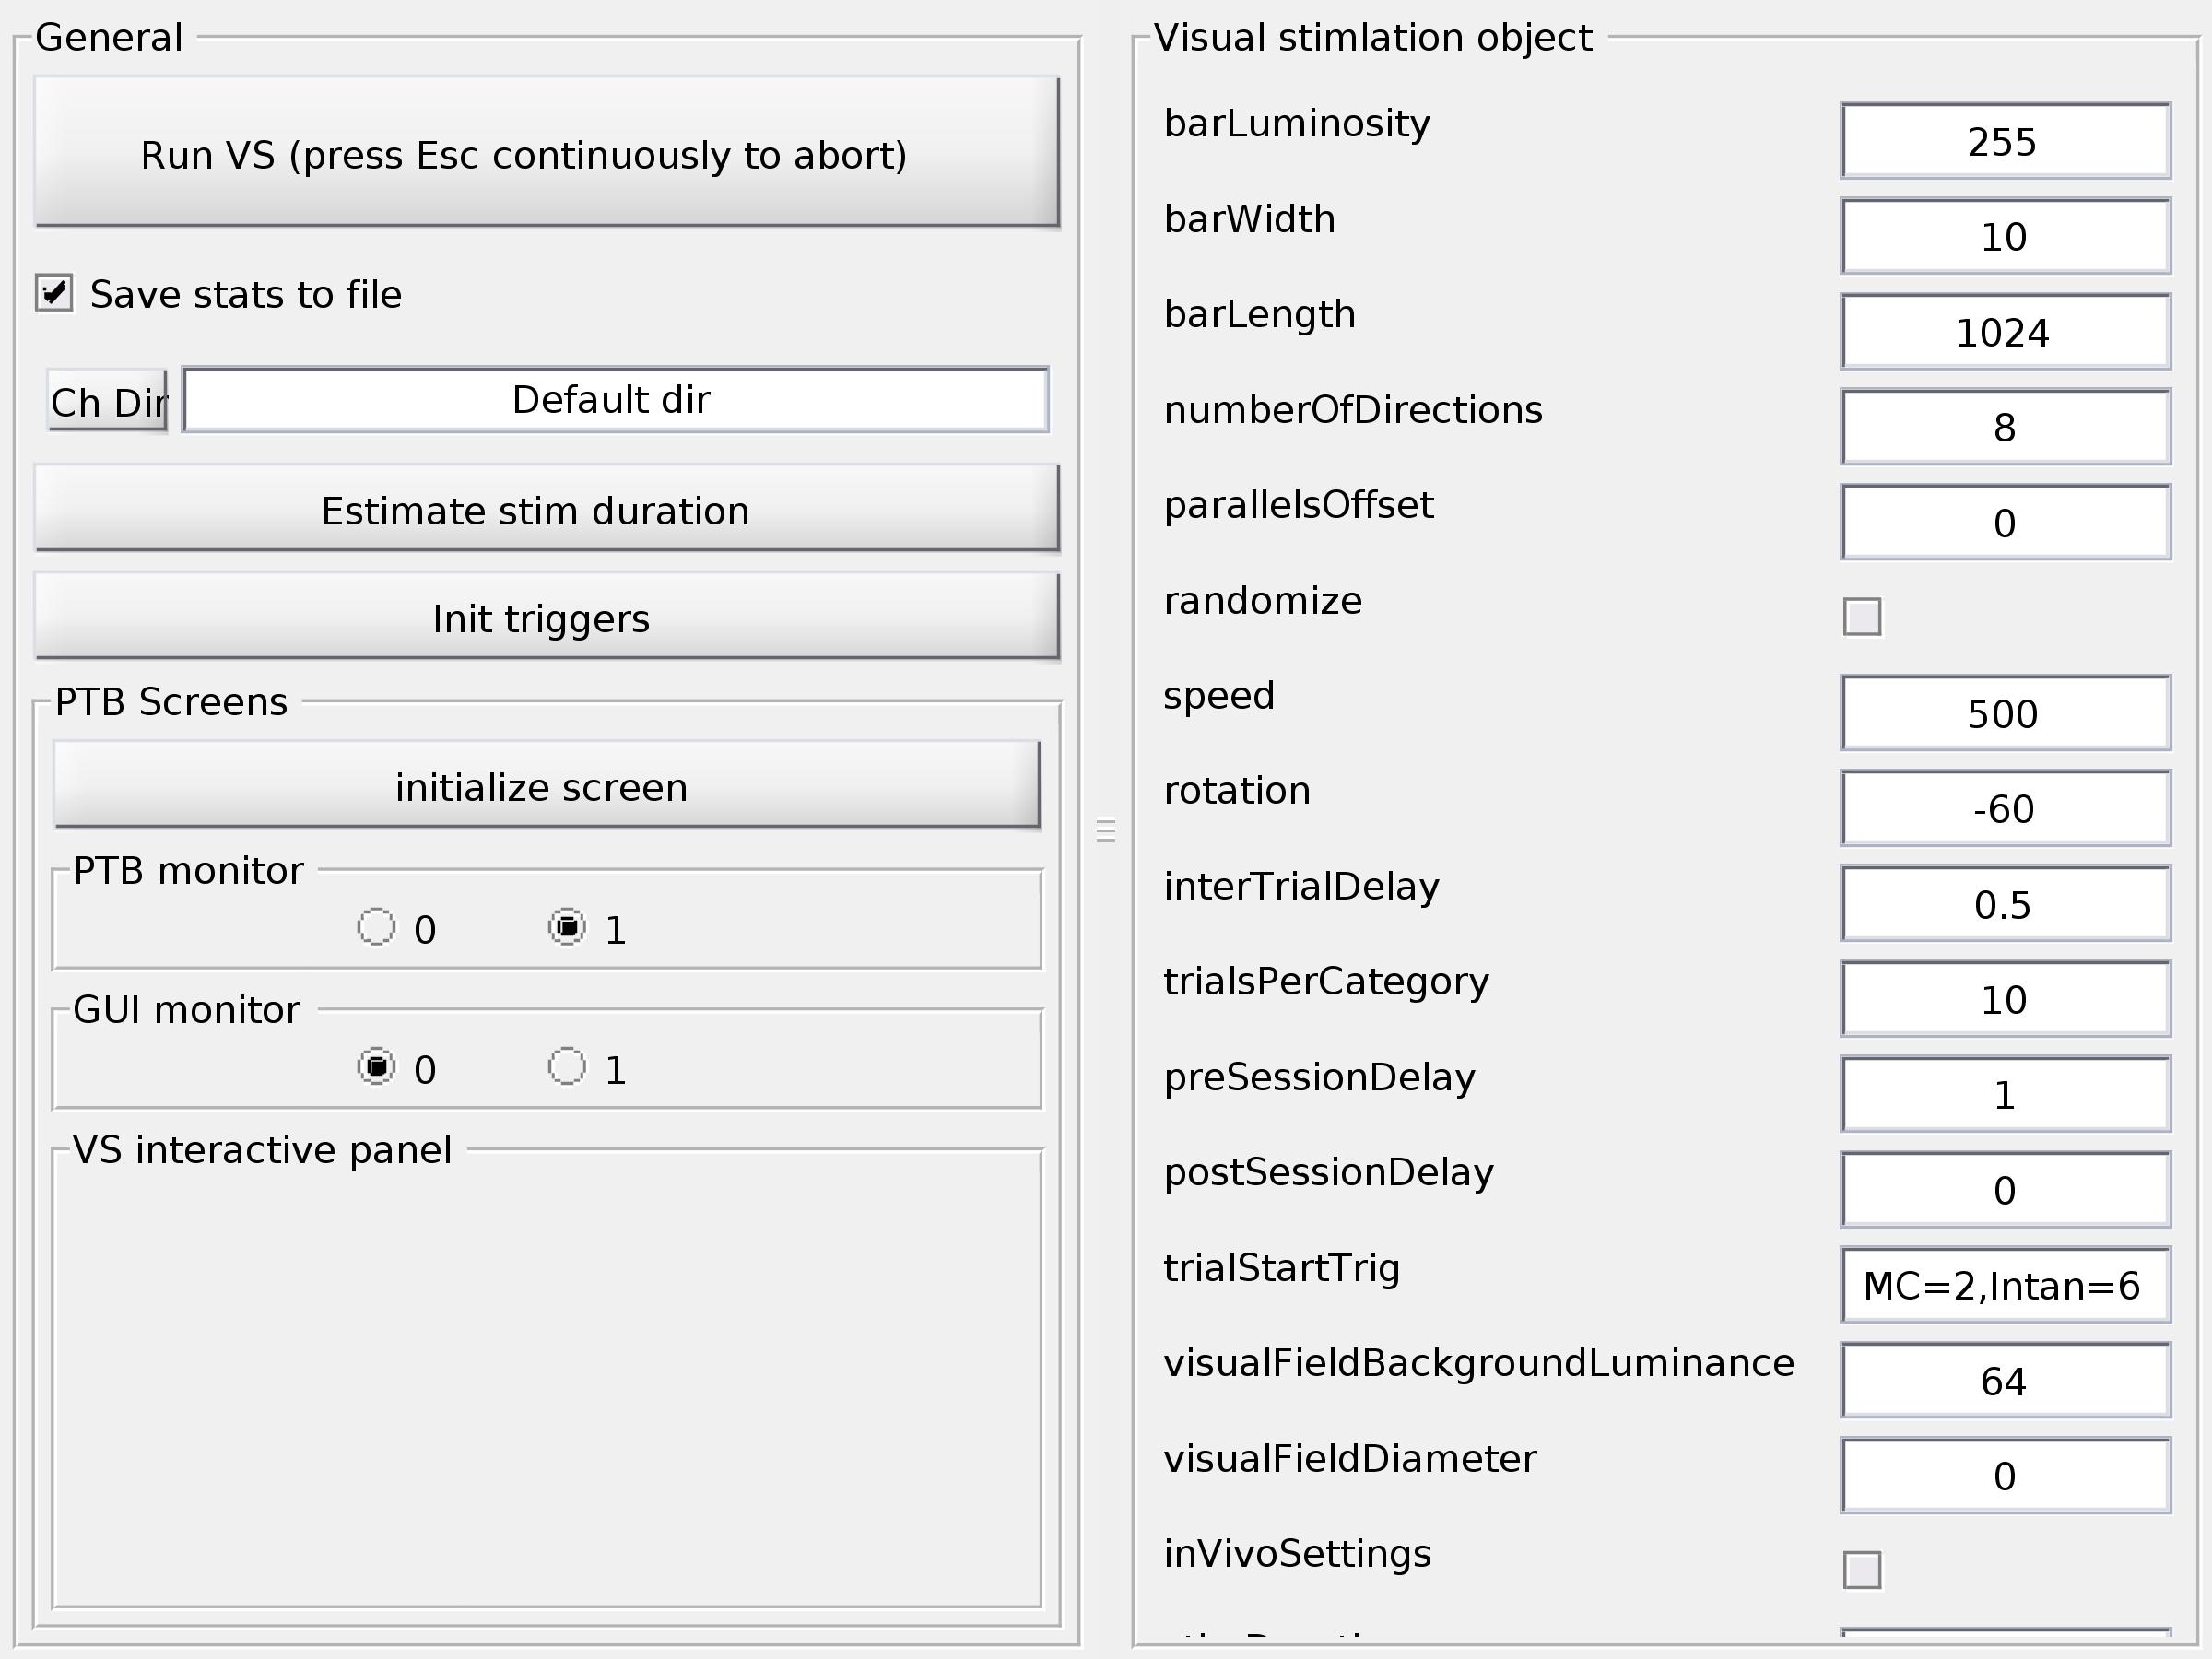 General
Run VS (press Esc continuously to abort)
Save stats to file
Ch Dir
Default dir
Estimate stim duration
Init triggers
PTB Screens
initialize screen
PTB monitor
0 1
GUI monitor
0 1
VS interactive panel
Visual stimlation object
barLuminosity 255
barWidth 10
barLength 1024
numberOfDirections 8
parallelsOffset 0
randomize
speed 500
rotation -60
interTrialDelay 0.5
trialsPerCategory 10
preSessionDelay 1
postSessionDelay 0
trialStartTrig MC=2,Intan=6
visualFieldBackgroundLuminance 64
visualFieldDiameter 0
inVivoSettings